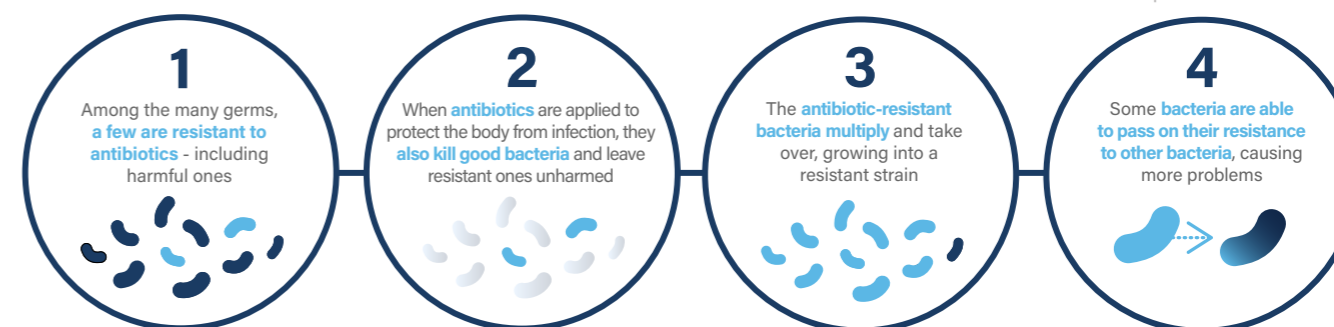 1
Among the many germs,
a few are resistant to
antibiotics - including
harmful ones
2
When antibiotics are applied to
protect the body from infection, they
also kill good bacteria and leave
resistant ones unharmed
3
The antibiotic-resistant
bacteria multiply and take
over, growing into a
resistant strain
4
Some bacteria are able
to pass on their resistance
to other bacteria, causing
more problems